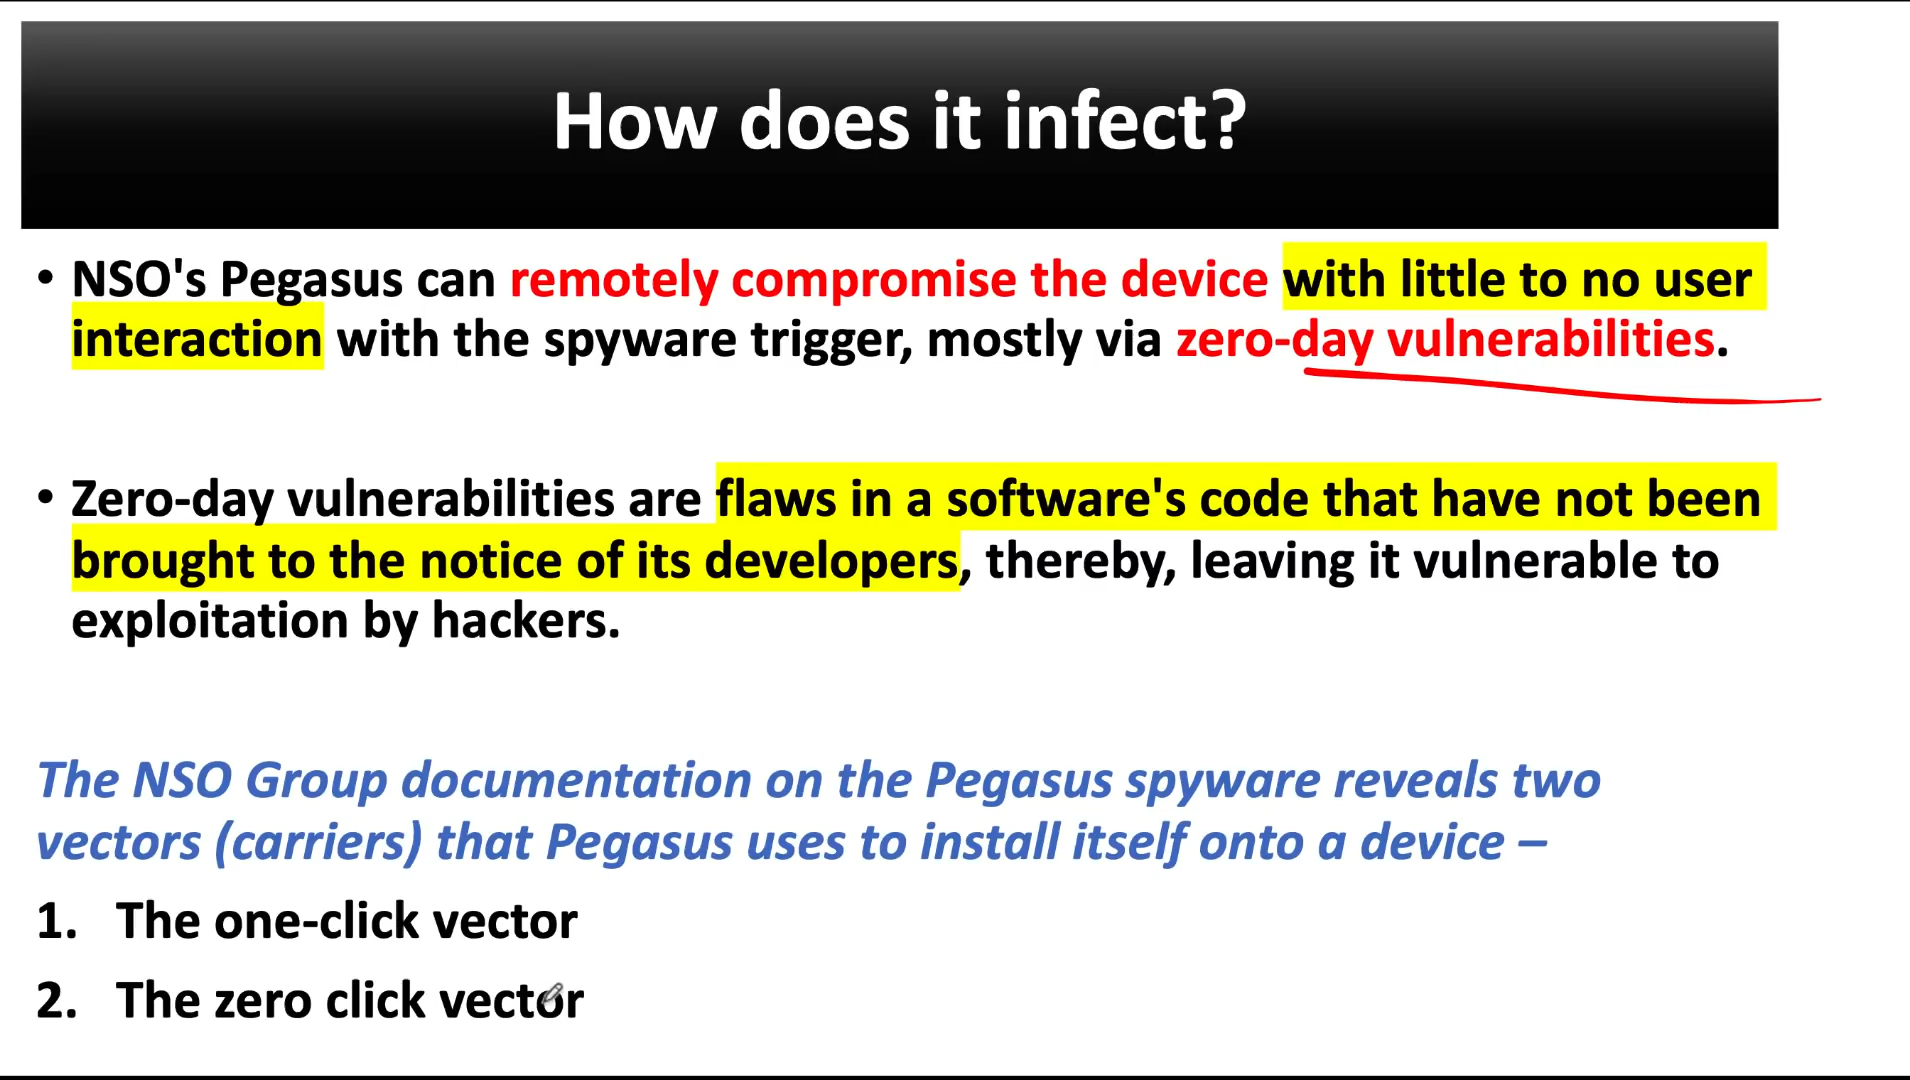 How does it infect?
• NSO's Pegasus can remotely compromise the device with little to no user
interaction with the spyware trigger, mostly via zero-day vulnerabilities.
• Zero-day vulnerabilities are flaws in a software's code that have not been
brought to the notice of its developers, thereby, leaving it vulnerable to
exploitation by hackers.
The NSO Group documentation on the Pegasus spyware reveals two
vectors (carriers) that Pegasus uses to install itself onto a device –
1. The one-click vector
2. The zero click vector